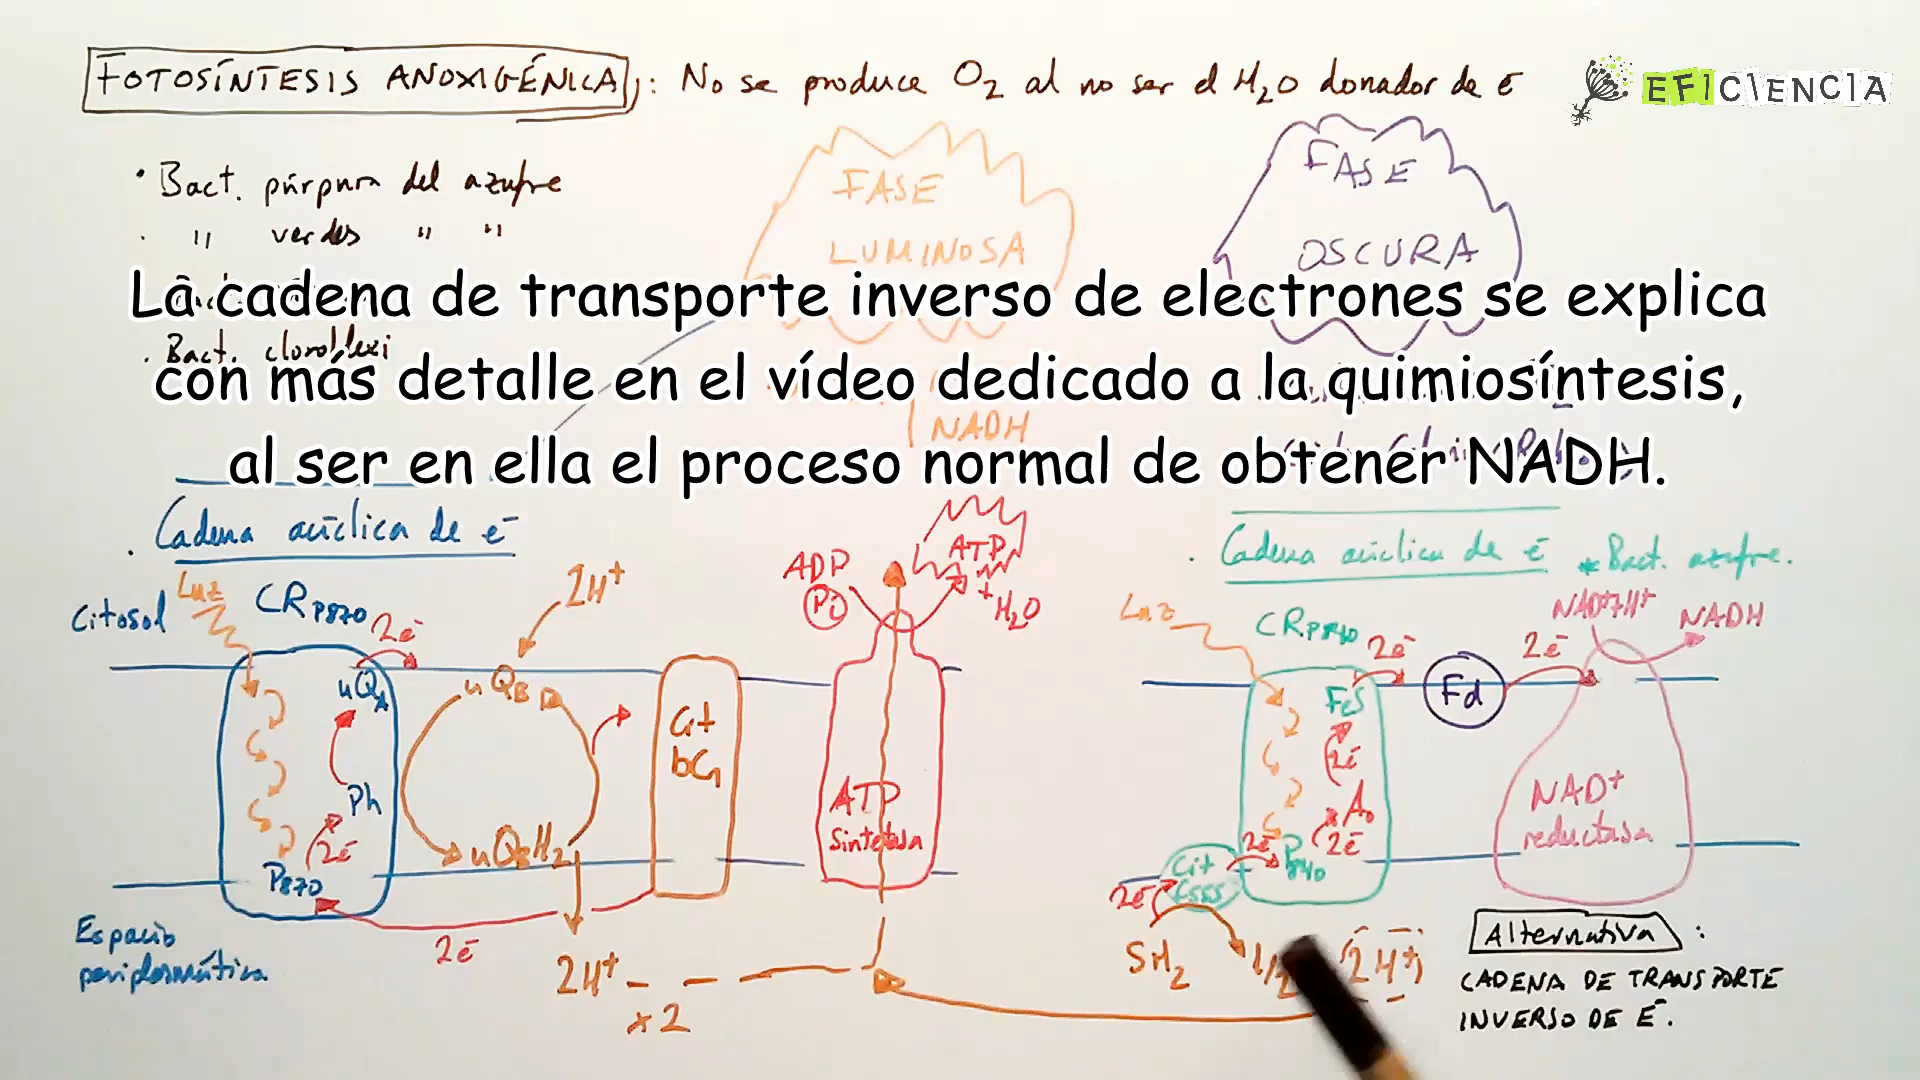 FOTOSÍNTESIS ANOXIGÉNICA: No se produce O2 al no ser el H2O donador de e-
EFICIENCIA
• Bact. púrpura del azufre
· " verdes " "
· Bact. cloroflexi
FASE
LUMINOSA
FASE
OSCURA
La cadena de transporte inverso de electrones se explica
con más detalle en el vídeo dedicado a la quimiosíntesis,
al ser en ella el proceso normal de obtener NADH.
NADH
· Cadena acíclica de e-
Citosol
Luz
CRP870
2e-
2H+
uQA
uQB
Ph
2e-
P870
uQBH2
Cit
bC1
2e-
2H+
x2
Espacio
periplasmático
ADP
Pi
ATP
+
H2O
ATP
sintetasa
· Cadena acíclica de e- * Bact. azufre.
Luz
CRP840
2e-
Fd
2e-
NAD++H+
NADH
FeS
2e-
A0
2e-
P840
2e-
Cit
C555
2e-
SH2
1/2
2H+
NAD+
reductasa
Alternativa:
CADENA DE TRANSPORTE
INVERSO DE E-.